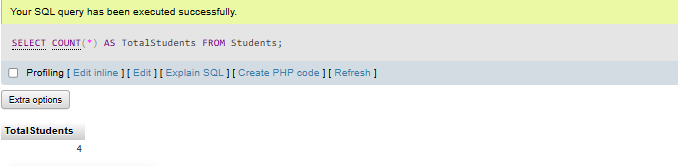 Your SQL query has been executed successfully.
SELECT COUNT(*) AS TotalStudents FROM Students;
Profiling [ Edit inline ] [ Edit ] [ Explain SQL ] [ Create PHP code ] [ Refresh ]
Extra options
TotalStudents
4